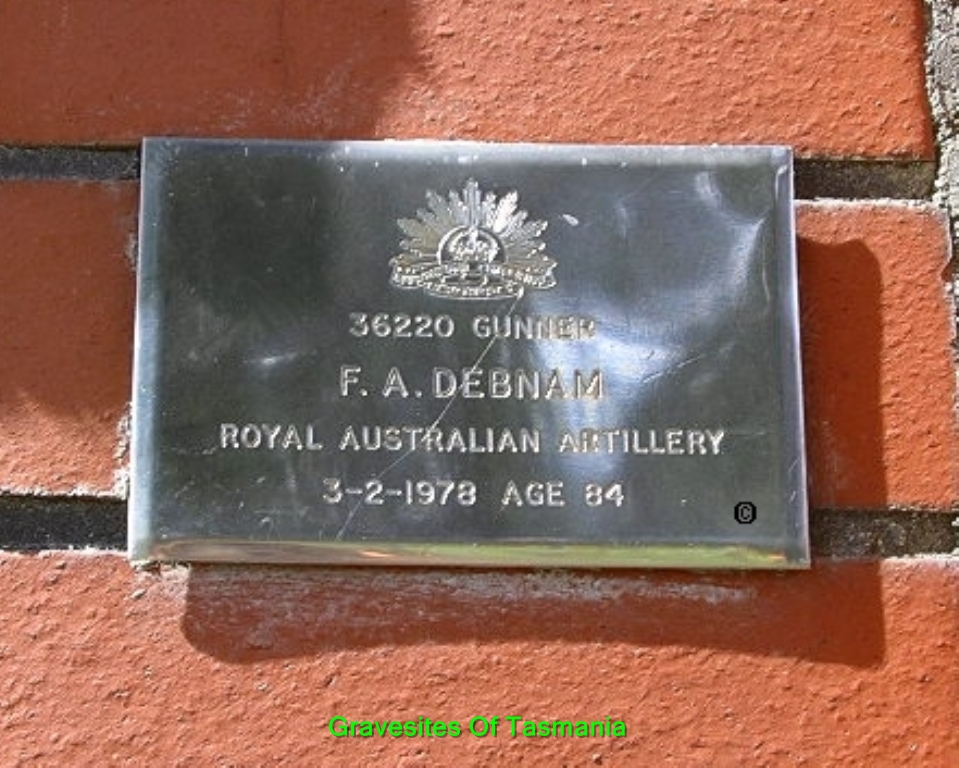 36220 GUNNER
F. A. DEBNAM
ROYAL AUSTRALIAN ARTILLERY
3-2-1978 AGE 84
©
Gravesites Of Tasmania